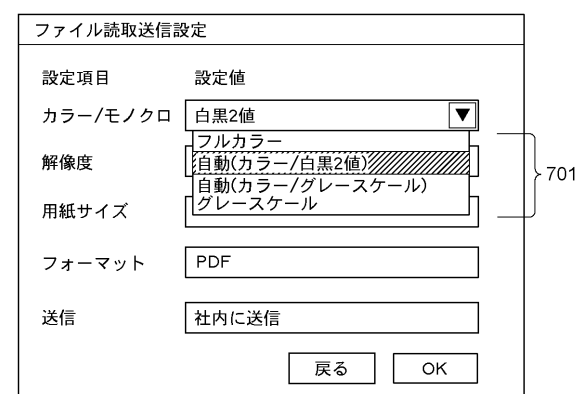 ファイル読取送信設定
設定項目 設定値
カラー/モノクロ 白黒2値 ▼
フルカラー
解像度 自動(カラー/白黒2値)
自動(カラー/グレースケール)
用紙サイズ グレースケール
701
フォーマット PDF
送信 社内に送信
戻る OK